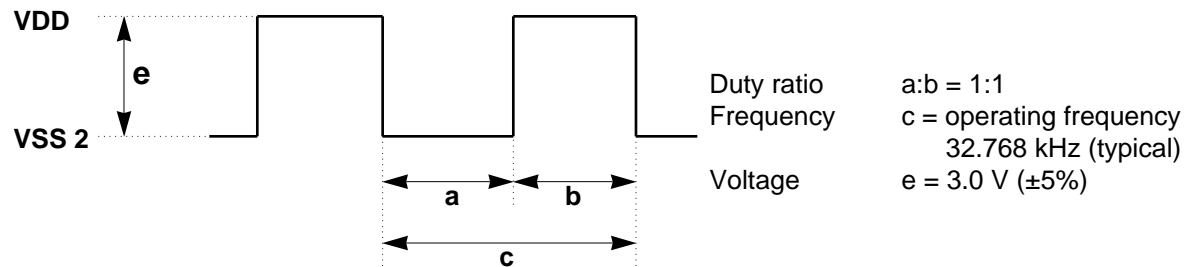 VDD
e
VSS 2
a
b
c
Duty ratio a:b = 1:1
Frequency c = operating frequency
32.768 kHz (typical)
Voltage e = 3.0 V (±5%)